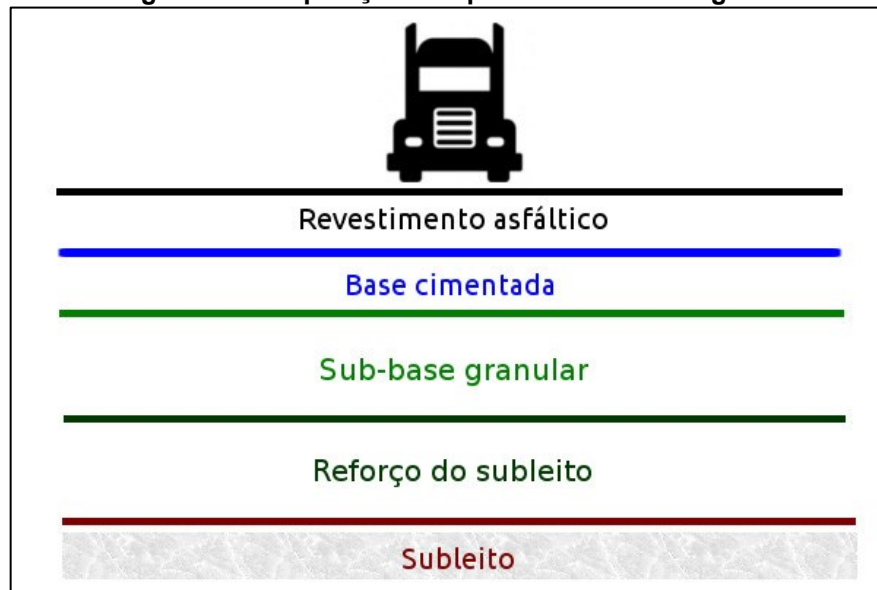 Revestimento asfáltico
Base cimentada
Sub-base granular
Reforço do subleito
Subleito